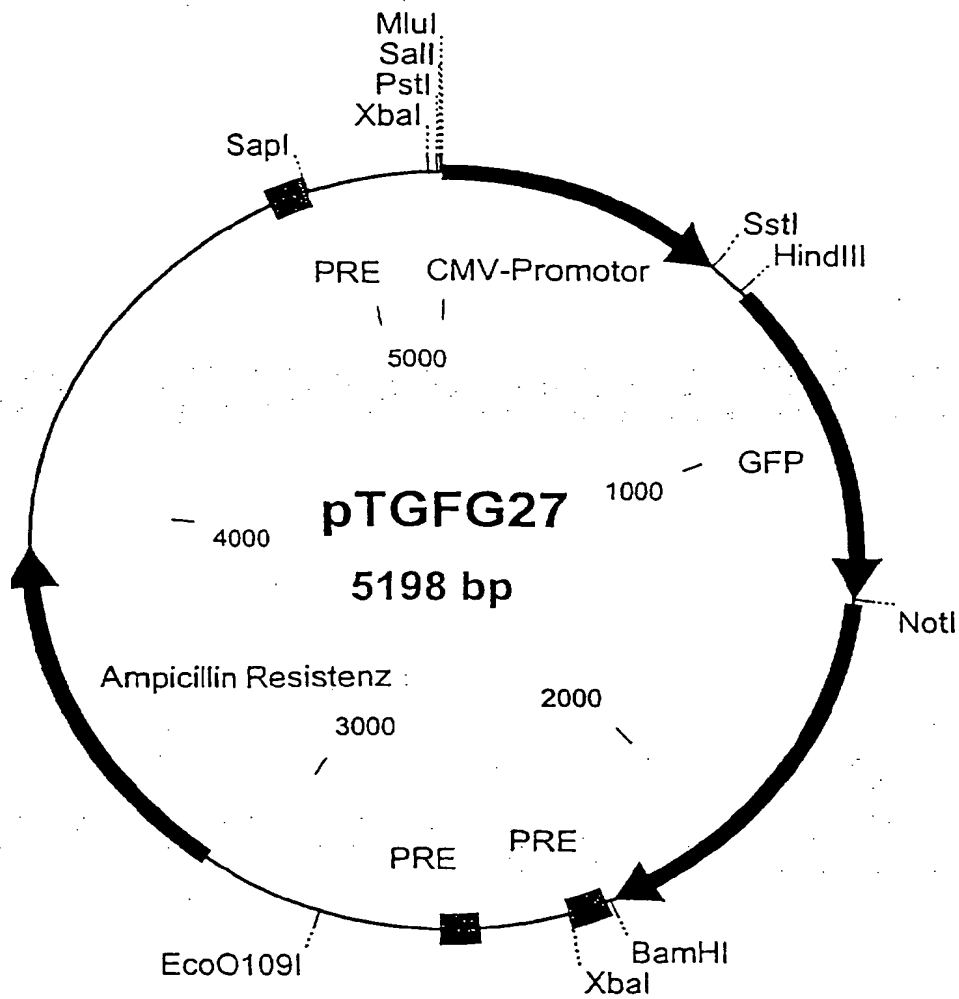 MluI
SalI
PstI
XbaI
SapI
SstI
HindIII
PRE
CMV-Promotor
5000
GFP
1000
pTGFG27
4000
5198 bp
NotI
Ampicillin Resistenz
2000
3000
PRE
PRE
BamHI
EcoO109I
XbaI